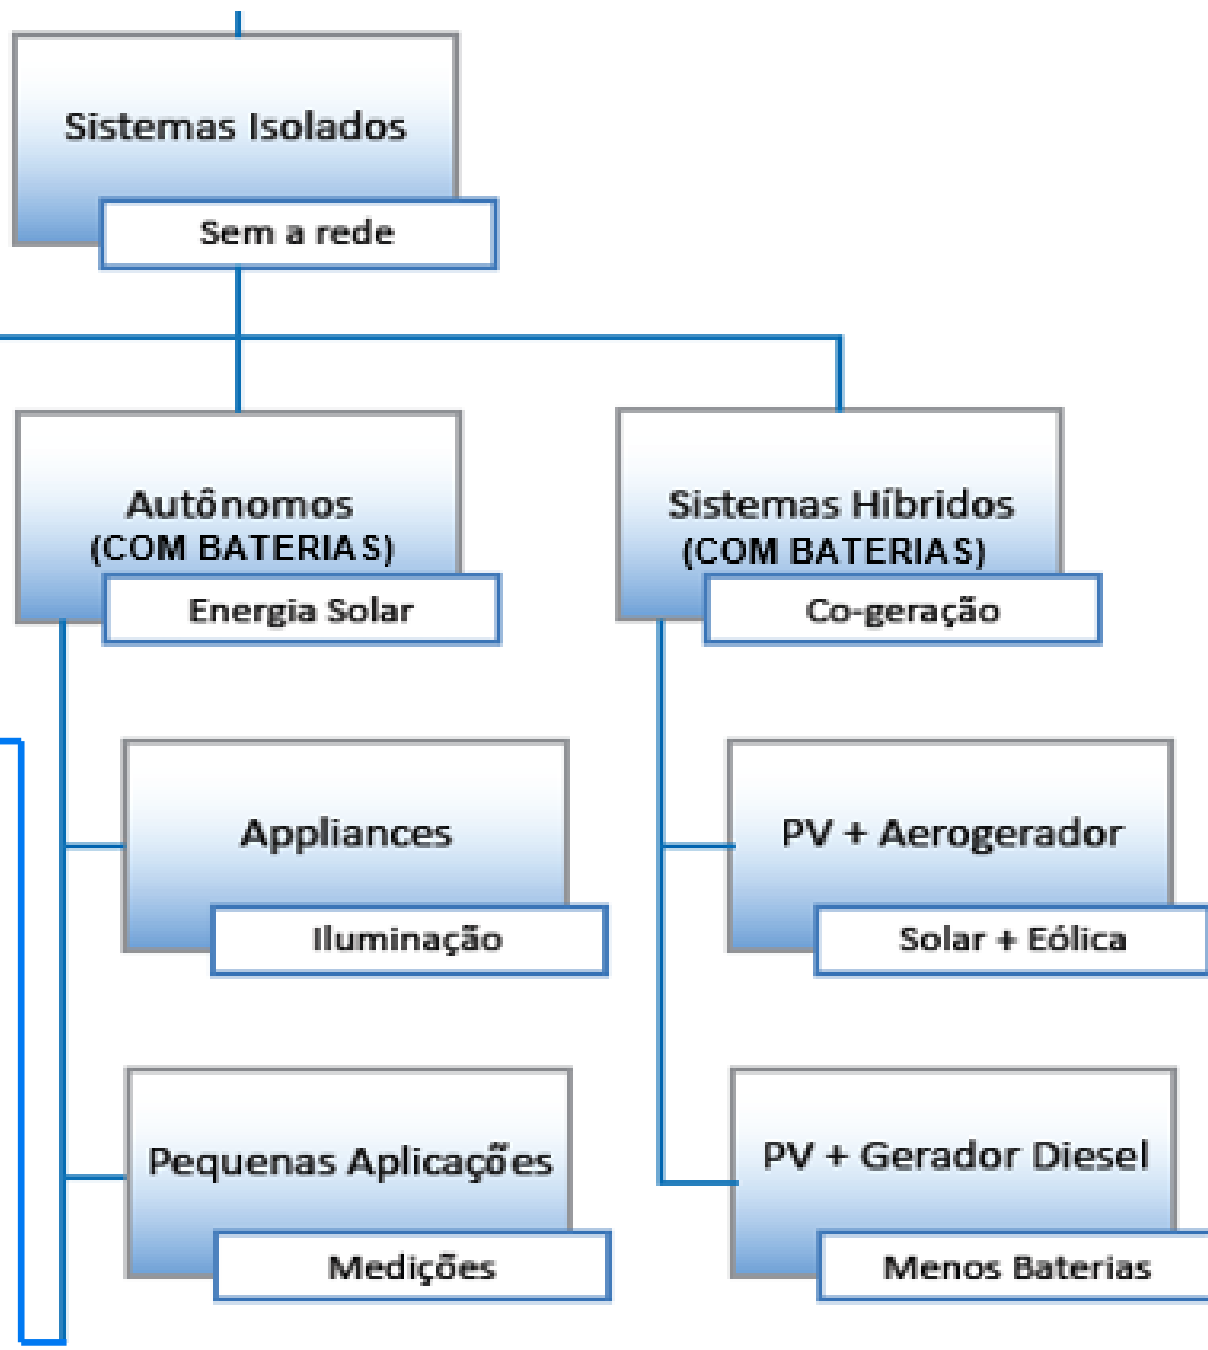 Sistemas Isolados
Sem a rede
Autônomos
(COM BATERIAS)
Energia Solar
Sistemas Híbridos
(COM BATERIAS)
Co-geração
Appliances
Iluminação
PV + Aerogerador
Solar + Eólica
Pequenas Aplicações
Medições
PV + Gerador Diesel
Menos Baterias